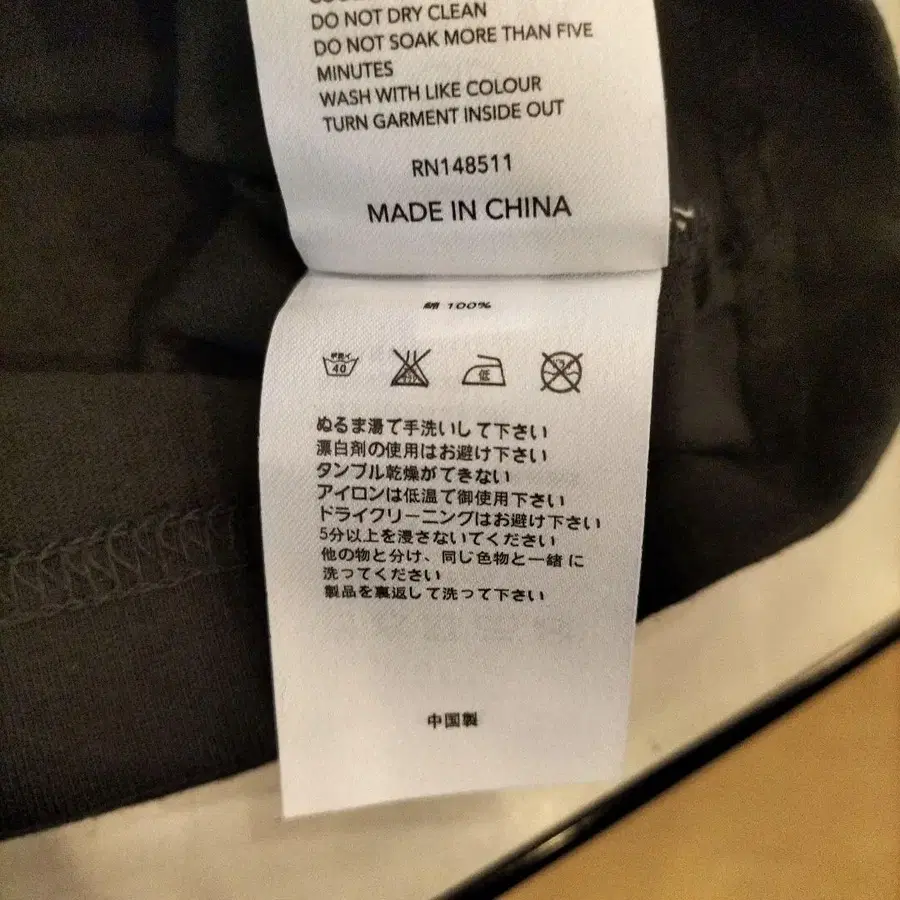 DO NOT DRY CLEAN
DO NOT SOAK MORE THAN FIVE
MINUTES
WASH WITH LIKE COLOUR
TURN GARMENT INSIDE OUT
RN148511
MADE IN CHINA
綿 100%
40
低
ぬるま湯で手洗いして下さい
漂白剤の使用はお避け下さい
タンブル乾燥ができない
アイロンは低温で御使用下さい
ドライクリーニングはお避け下さい
5分以上を浸さないてください
他の物と分け、同じ色物と一緒 に
洗ってください
製品を裏返して洗って下さい
中国製